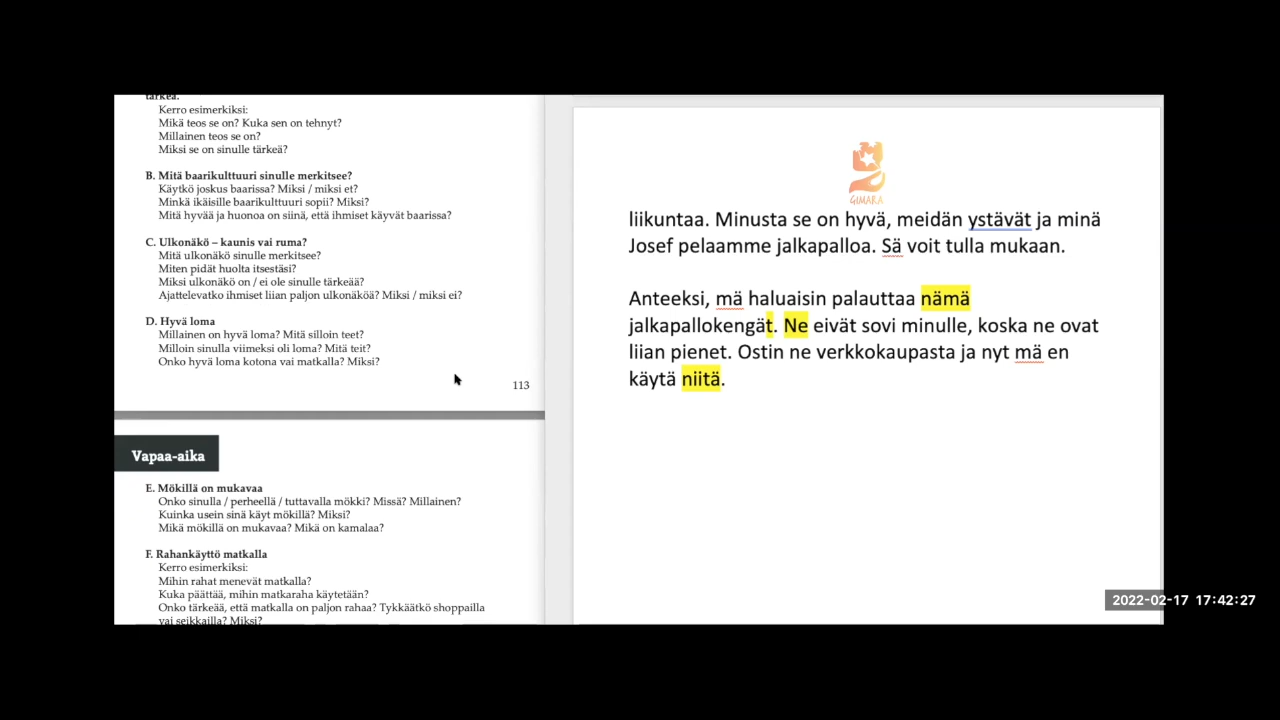 tärkeä.
Kerro esimerkiksi:
Mikä teos se on? Kuka sen on tehnyt?
Millainen teos se on?
Miksi se on sinulle tärkeä?
B. Mitä baarikulttuuri sinulle merkitsee?
Käytkö joskus baarissa? Miksi / miksi et?
Minkä ikäisille baarikulttuuri sopii? Miksi?
Mitä hyvää ja huonoa on siinä, että ihmiset käyvät baarissa?
C. Ulkonäkö – kaunis vai ruma?
Mitä ulkonäkö sinulle merkitsee?
Miten pidät huolta itsestäsi?
Miksi ulkonäkö on / ei ole sinulle tärkeää?
Ajattelevatko ihmiset liian paljon ulkonäköä? Miksi / miksi ei?
D. Hyvä loma
Millainen on hyvä loma? Mitä silloin teet?
Milloin sinulla viimeksi oli loma? Mitä teit?
Onko hyvä loma kotona vai matkalla? Miksi?
113
Vapaa-aika
E. Mökillä on mukavaa
Onko sinulla / perheellä / tuttavalla mökki? Missä? Millainen?
Kuinka usein sinä käyt mökillä? Miksi?
Mikä mökillä on mukavaa? Mikä on kamalaa?
F. Rahankäyttö matkalla
Kerro esimerkiksi:
Mihin rahat menevät matkalla?
Kuka päättää, mihin matkaraha käytetään?
Onko tärkeää, että matkalla on paljon rahaa? Tykkäätkö shoppailla
vai seikkailla? Miksi?
GIMARA
liikuntaa. Minusta se on hyvä, meidän ystävät ja minä
Josef pelaamme jalkapalloa. Sä voit tulla mukaan.
Anteeksi, mä haluaisin palauttaa nämä
jalkapallokengät. Ne eivät sovi minulle, koska ne ovat
liian pienet. Ostin ne verkkokaupasta ja nyt mä en
käytä niitä.
2022-02-17 17:42:27